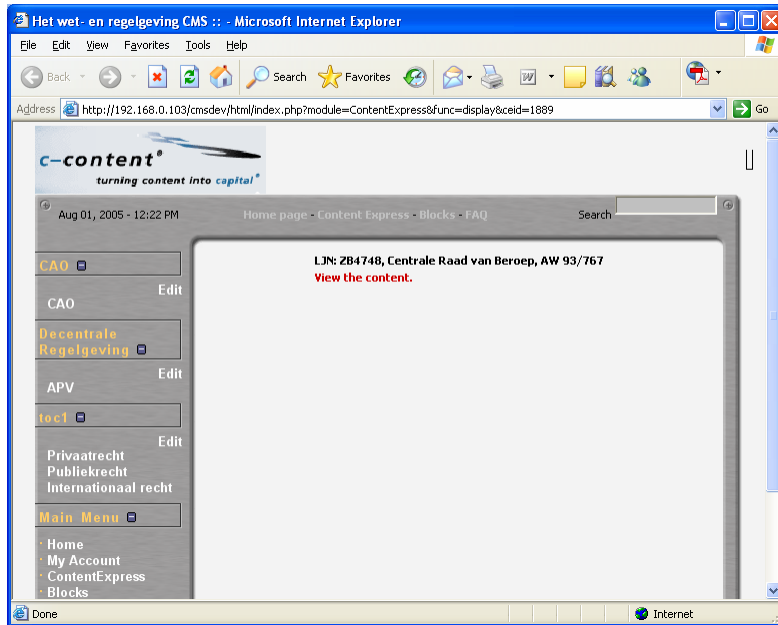 Het wet- en regelgeving CMS :: - Microsoft Internet Explorer
File Edit View Favorites Tools Help
Back Search Favorites
Address http://192.168.0.103/cmsdev/html/index.php?module=ContentExpress&func=display&ceid=1889 Go
c-content®
turning content into capital®
Aug 01, 2005 - 12:22 PM Home page - Content Express - Blocks - FAQ Search
CAO
Edit
CAO
Decentrale
Regelgeving
Edit
APV
toc1
Edit
Privaatrecht
Publiekrecht
Internationaal recht
Main Menu
· Home
· My Account
· ContentExpress
· Blocks
LJN: ZB4748, Centrale Raad van Beroep, AW 93/767
View the content.
Done Internet